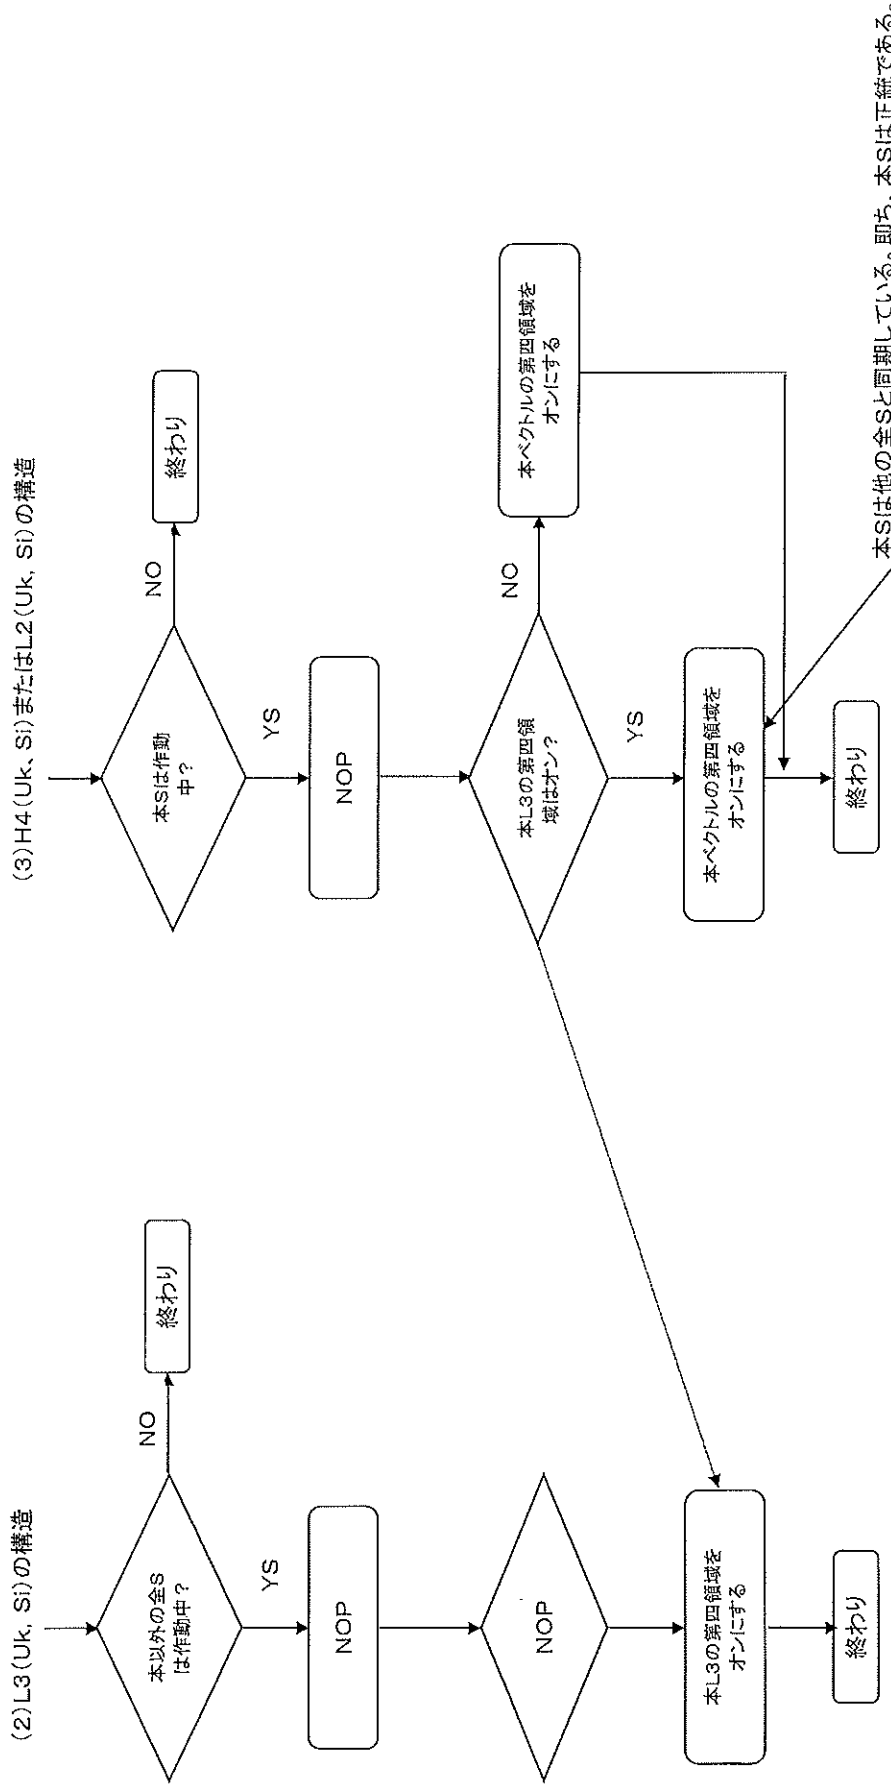 (2)L3(Uk, Si)の構造
本以外の全S
は作動中?
NO
終わり
YS
NOP
NOP
本L3の第四領域を
オンにする
終わり
(3)H4(Uk, Si)またはL2(Uk, Si)の構造
本Sは作動
中?
NO
終わり
YS
NOP
本L3の第四領
域はオン?
NO
本ベクトルの第四領域を
オンにする
YS
本ベクトルの第四領域を
オンにする
終わり
本Sは他の全Sと同期している。即ち、本Sは正統である。